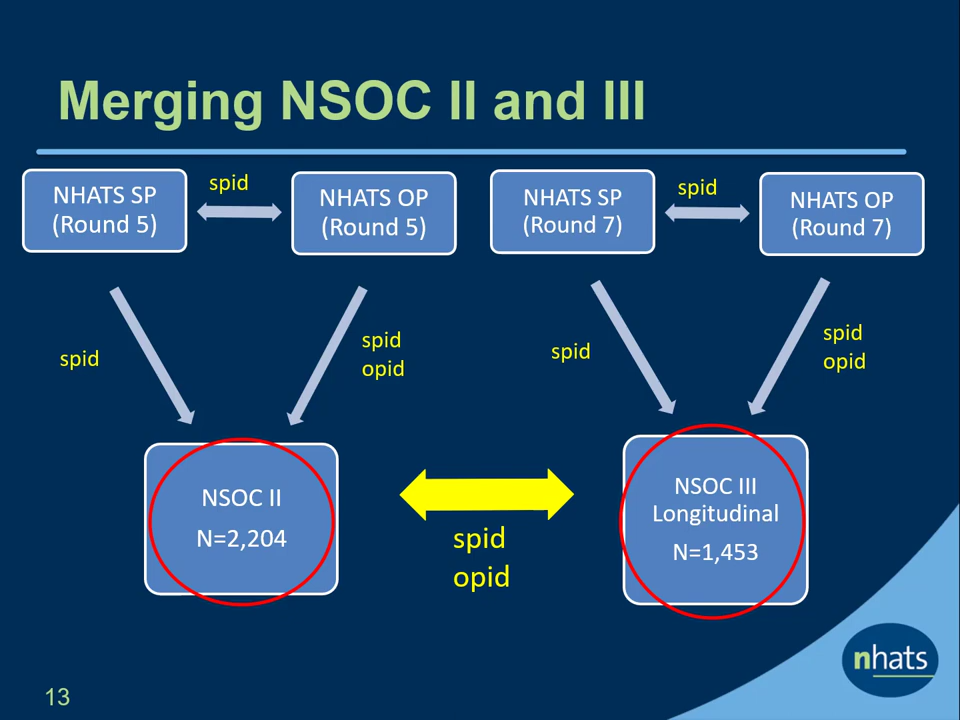 Merging NSOC II and III
NHATS SP
(Round 5)
spid
NHATS OP
(Round 5)
NHATS SP
(Round 7)
spid
NHATS OP
(Round 7)
spid
spid
opid
spid
spid
opid
NSOC II
N=2,204
spid
opid
NSOC III
Longitudinal
N=1,453
nhats
13